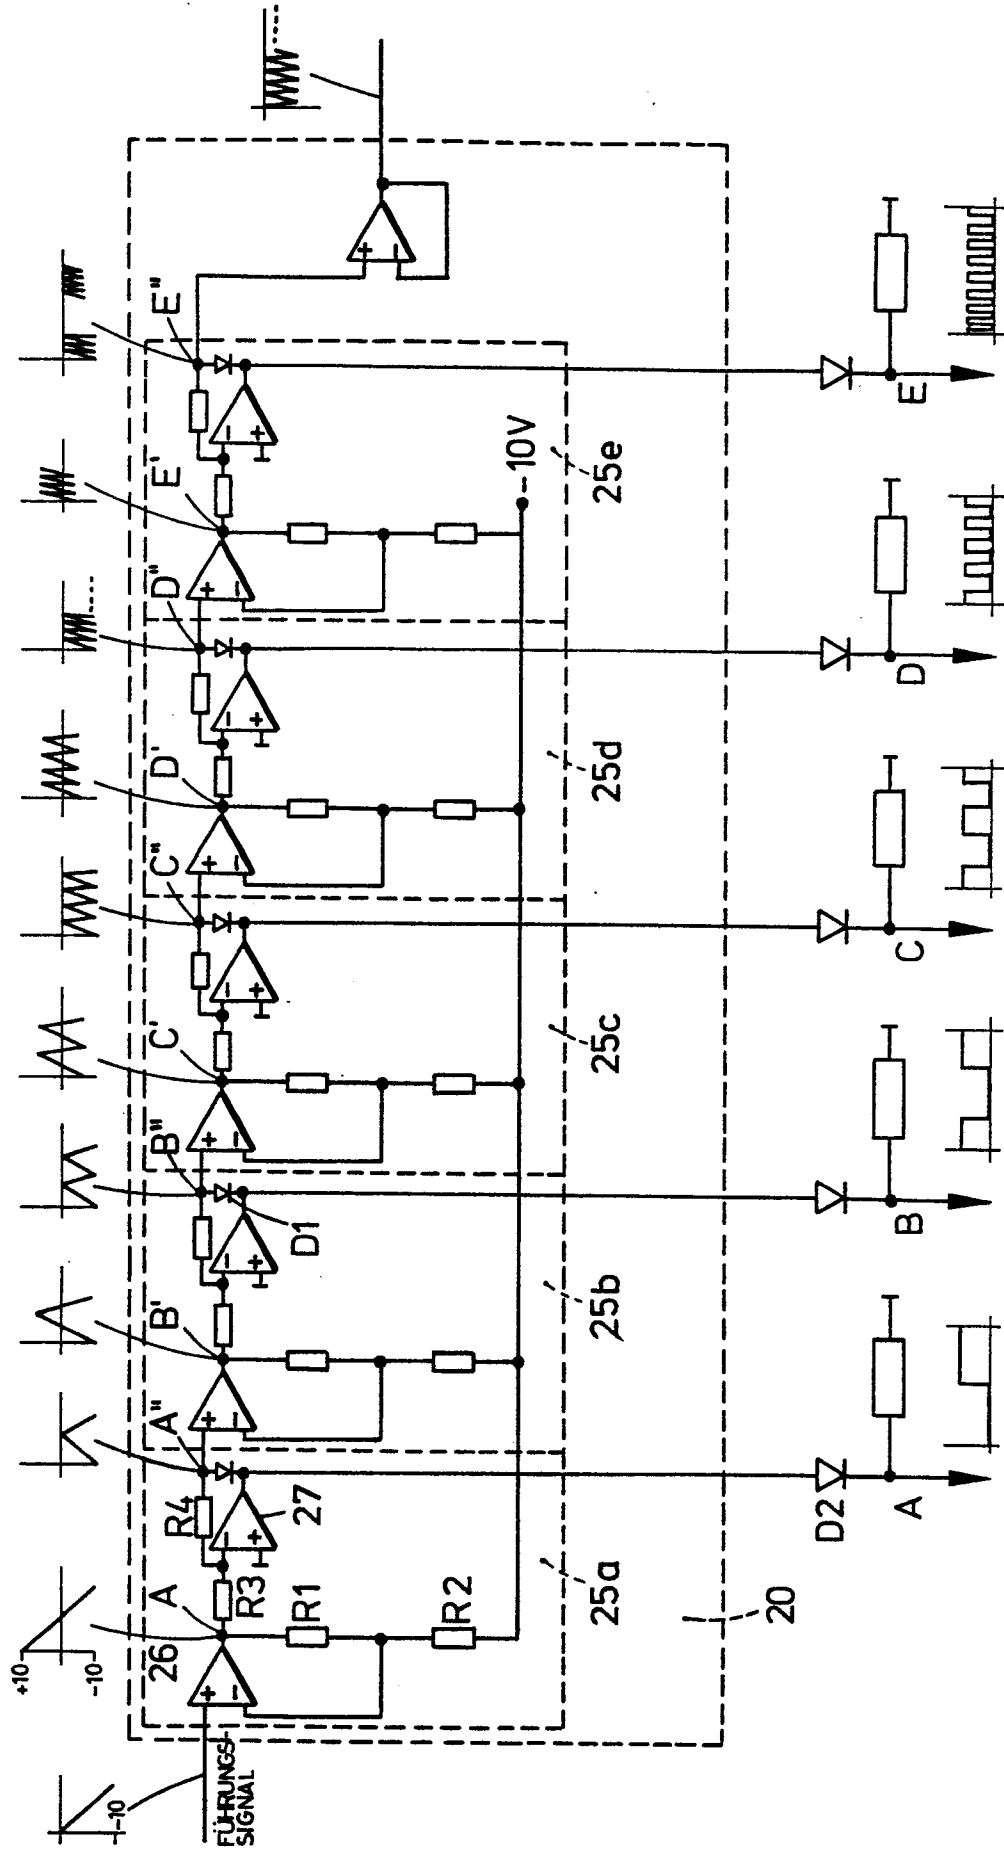 +10
-10
-10
FÜHRUNGS-
SIGNAL
26
A
A"
B'
B"
C'
C"
D'
D"
E'
E"
R3
R4
27
D1
R1
R2
-10V
25a
25b
25c
25d
25e
20
D2
A
B
C
D
E